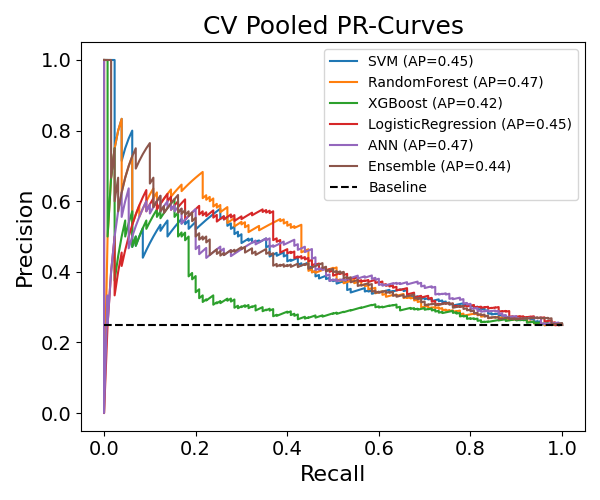 CV Pooled PR-Curves
SVM (AP=0.45)
RandomForest (AP=0.47)
XGBoost (AP=0.42)
LogisticRegression (AP=0.45)
ANN (AP=0.47)
Ensemble (AP=0.44)
Baseline
Precision
1.0
0.8
0.6
0.4
0.2
0.0
0.0 0.2 0.4 0.6 0.8 1.0
Recall